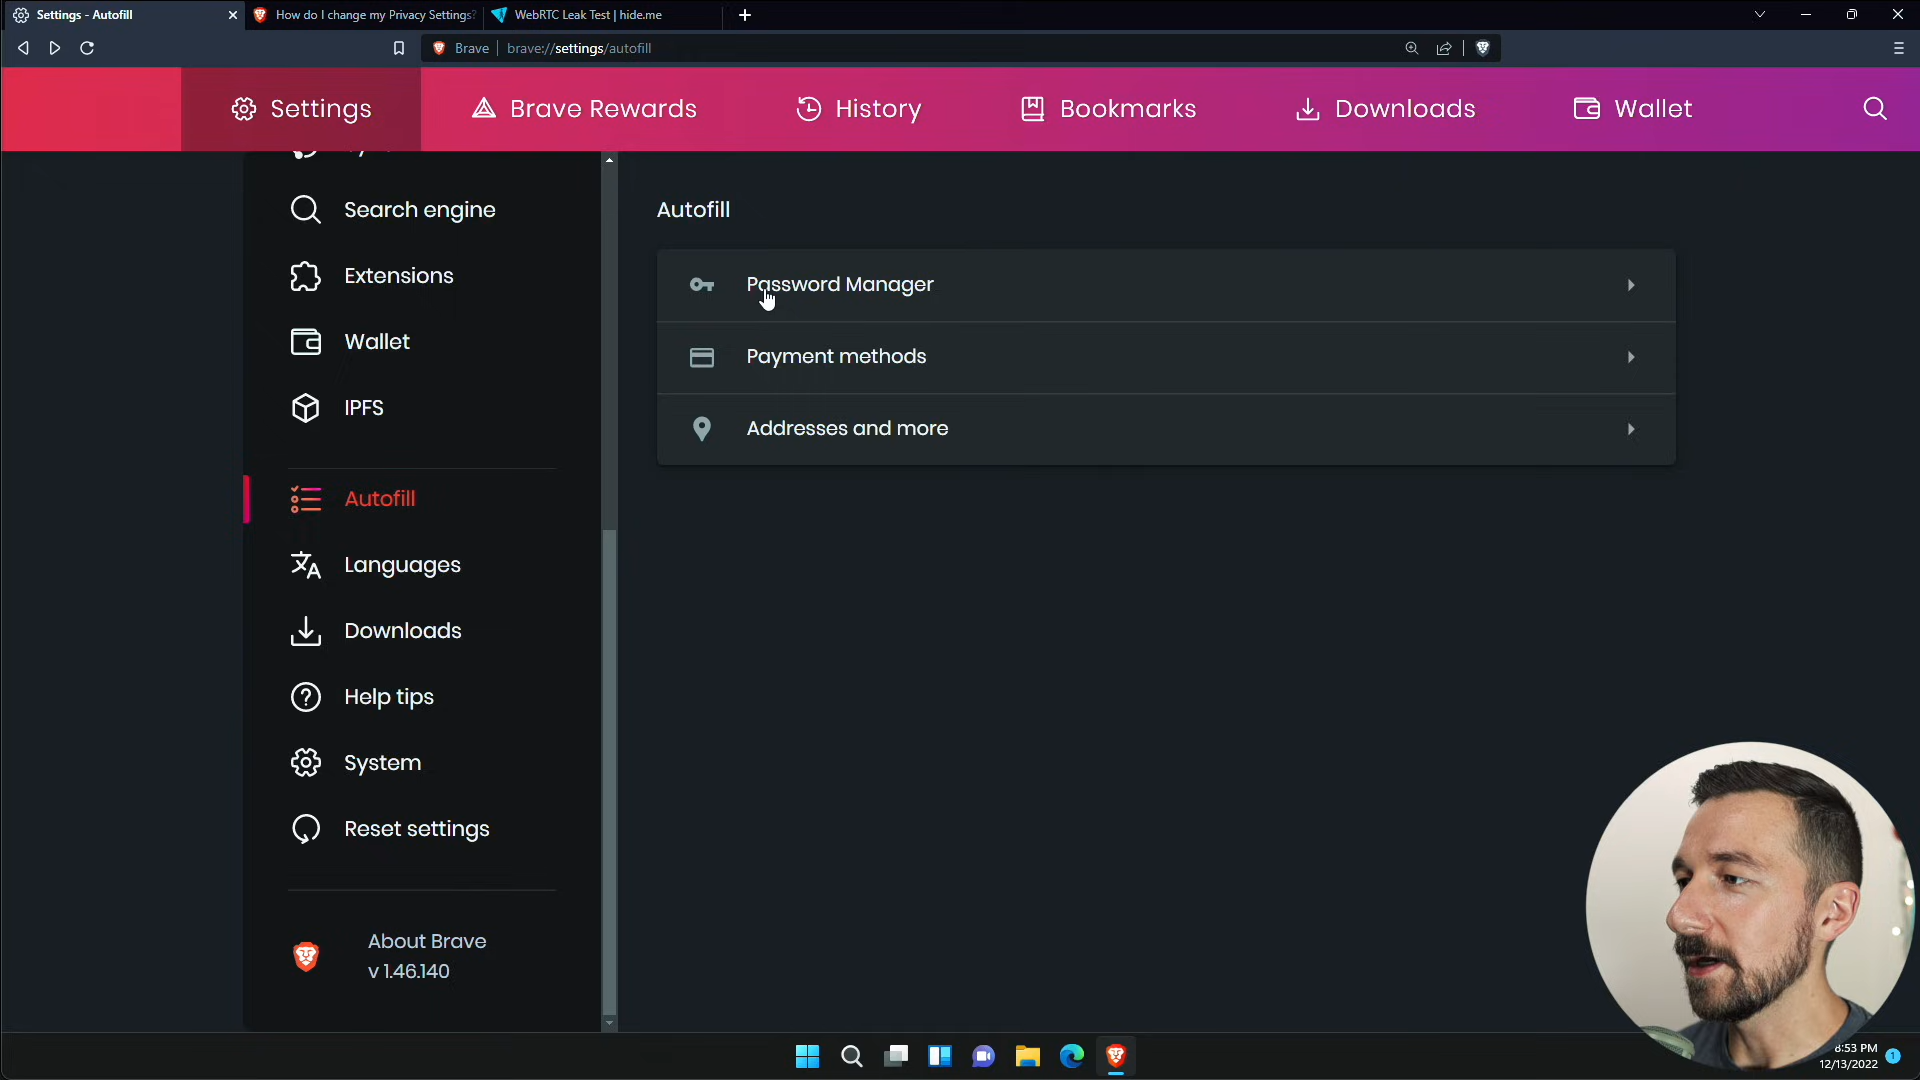 Settings - Autofill
How do I change my Privacy Settings?
WebRTC Leak Test | hide.me
Brave
brave://settings/autofill
Settings
Brave Rewards
History
Bookmarks
Downloads
Wallet
Search engine
Extensions
Wallet
IPFS
Autofill
Languages
Downloads
Help tips
System
Reset settings
About Brave
v 1.46.140
Autofill
Password Manager
Payment methods
Addresses and more
8:53 PM
12/13/2022
1